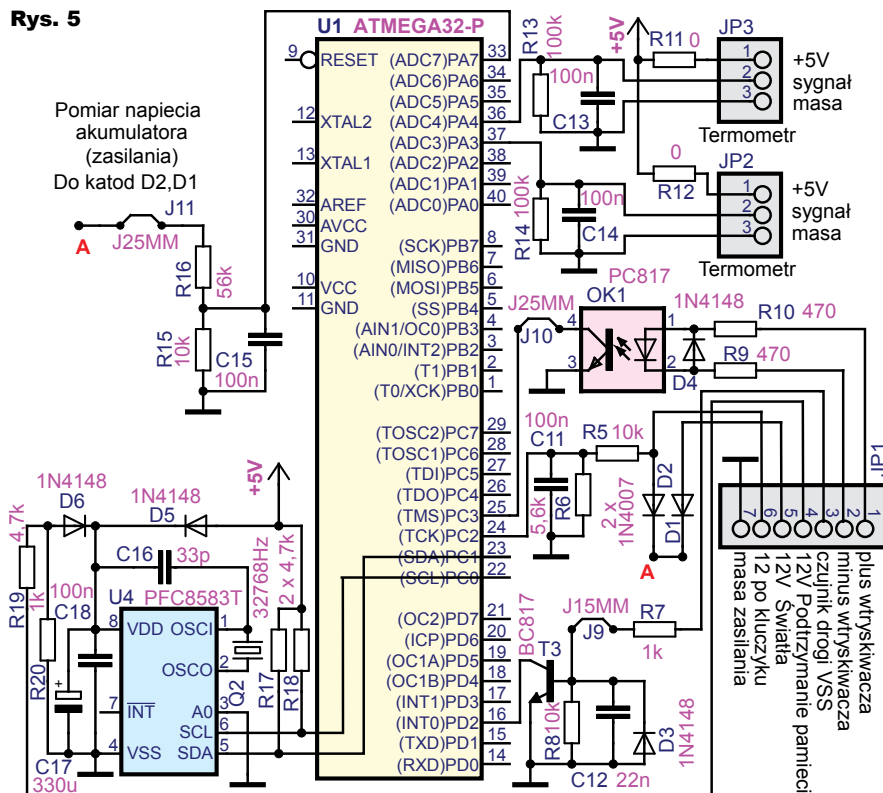 Rys. 5
U1 ATMEGA32-P
9 RESET
12 XTAL2
13 XTAL1
32 AREF
30 AVCC
31 GND
10 VCC
11 GND
(ADC7)PA7 33
(ADC6)PA6 34
(ADC5)PA5 35
(ADC4)PA4 36
(ADC3)PA3 37
(ADC2)PA2 38
(ADC1)PA1 39
(ADC0)PA0 40
(SCK)PB7 8
(MISO)PB6 7
(MOSI)PB5 6
(SS)PB4 5
(AIN1/OC0)PB3 4
(AIN0/INT2)PB2 3
(T1)PB1 2
(T0/XCK)PB0 1
(TOSC2)PC7 29
(TOSC1)PC6 28
(TDI)PC5 27
(TDO)PC4 26
(TMS)PC3 25
(TCK)PC2 24
(SDA)PC1 23
(SCL)PC0 22
(OC2)PD7 21
(ICP)PD6 20
(OC1A)PD5 19
(OC1B)PD4 18
(INT1)PD3 17
(INT0)PD2 16
(TXD)PD1 15
(RXD)PD0 14
Pomiar napiecia
akumulatora
(zasilania)
Do katod D2,D1
J11
A
J25MM
R16
56k
R15
10k
C15
100n
R13
100k
100n
C13
+5V
R11 0
JP3
1 +5V
2 sygnał
3 masa
Termometr
0
R12
JP2
1 +5V
2 sygnał
3 masa
Termometr
R14
100k
100n
C14
PC817
J25MM
OK1
J10
4
3
1
2
1N4148
D4
R10 470
R9 470
100n
C11
R5 10k
5,6k
R6
2 x
1N4007
D2
D1
A
JP1
7 6 5 4 3 2 1
masa zasilania
12 po kluczyku
12V Światła
12V Podtrzymanie pamieci
czujnik drogi VSS
minus wtryskiwacza
plus wtryskiwacza
1N4148
D6
1N4148
D5
+5V
4,7k
R19
C16
33p
32768Hz
2 x 4,7k
1k
R20
100n
C18
U4 PFC8583T
8 VDD
OSCI 1
OSCO 2
7 INT
A0 3
SCL 6
4 VSS
SDA 5
Q2
R17
R18
C17
330u
BC817
T3
J15MM
J9
R7
1k
R8
10k
C12 22n
D3
1N4148